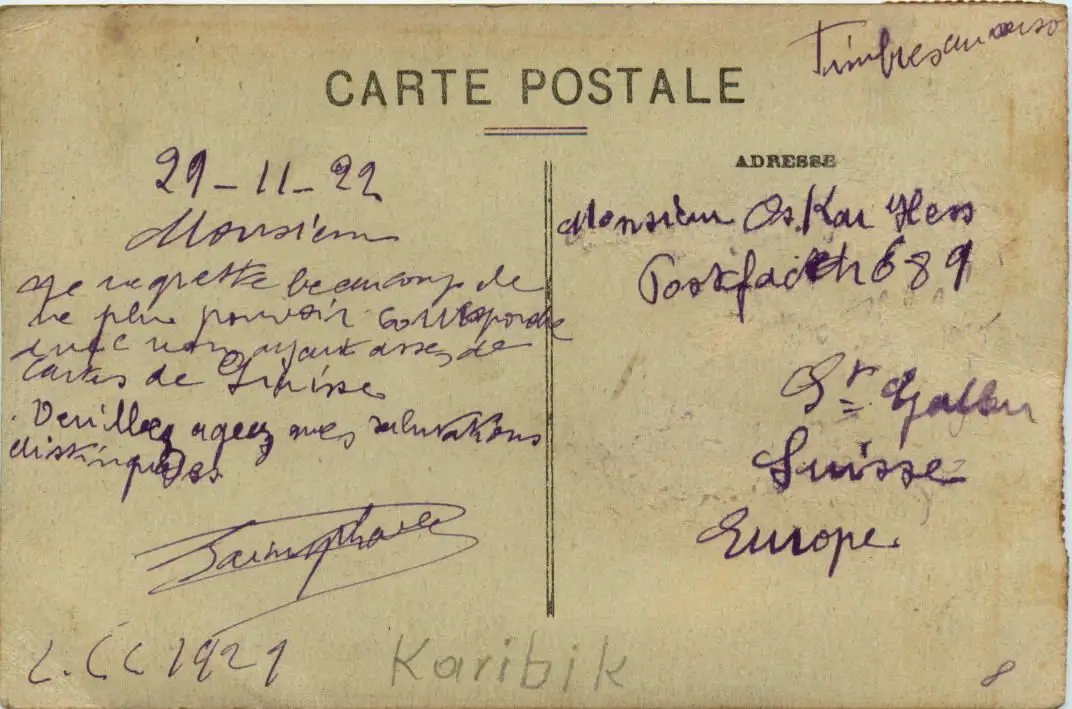 Timbres au verso
CARTE POSTALE
29-11-22
Monsieur
Je regrette beaucoup de
ne plus pouvoir correspondre
avec vous ayant assez de
Cartes de Suisse
. Veuillez agréez mes salutations
distinguées.
L.CC 1921
ADRESSE
Monsieur Oskar Hess
Postfach 689
St Gallen
Suisse
Europe.
Karibik
8